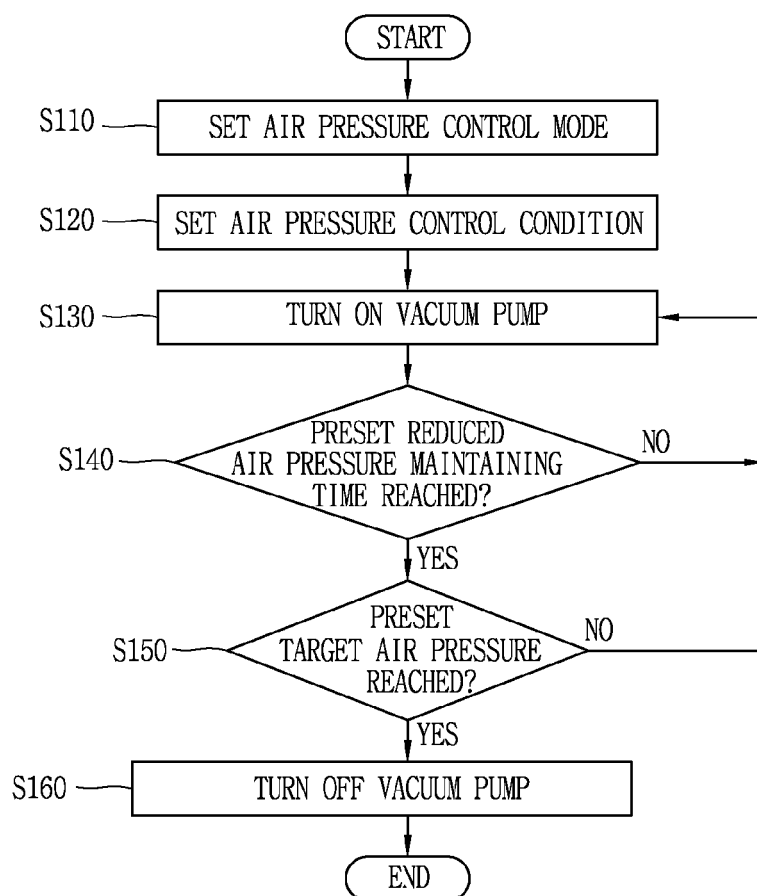 START
S110
SET AIR PRESSURE CONTROL MODE
S120
SET AIR PRESSURE CONTROL CONDITION
S130
TURN ON VACUUM PUMP
S140
PRESET REDUCED
AIR PRESSURE MAINTAINING
TIME REACHED?
NO
YES
S150
PRESET
TARGET AIR PRESSURE
REACHED?
NO
YES
S160
TURN OFF VACUUM PUMP
END